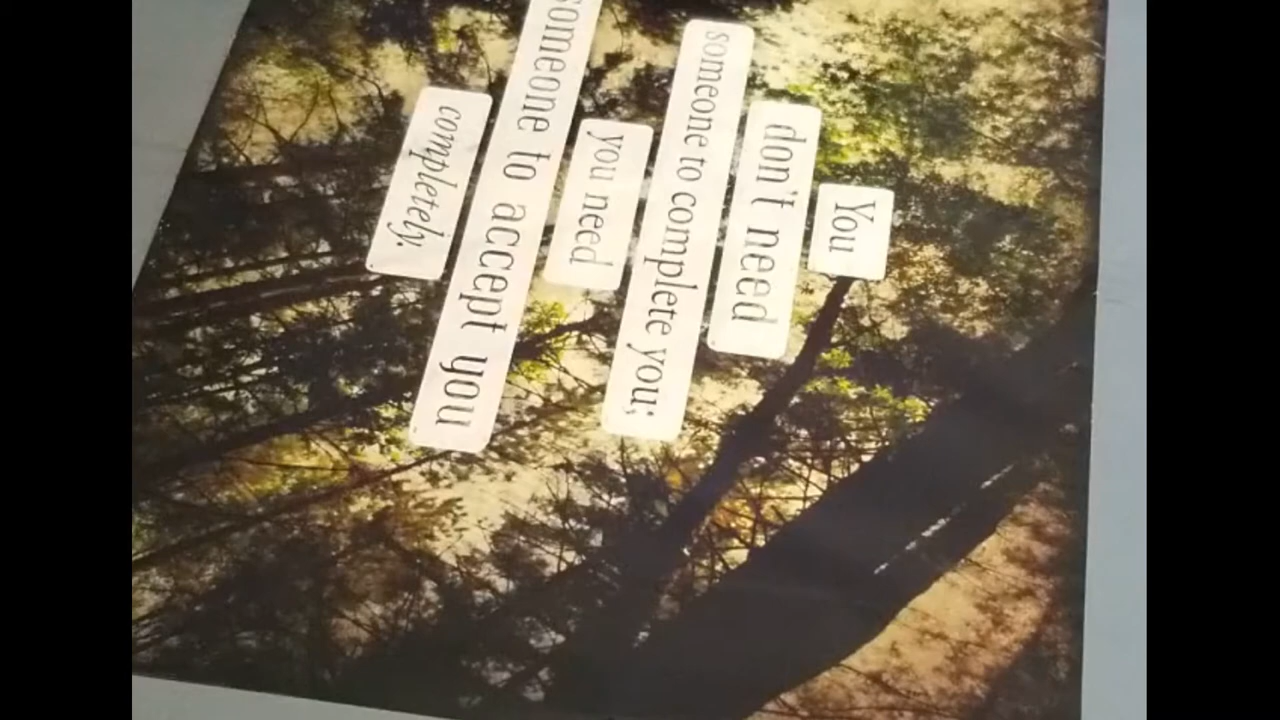 You
don't need
someone to complete you;
you need
someone to accept you
completely.